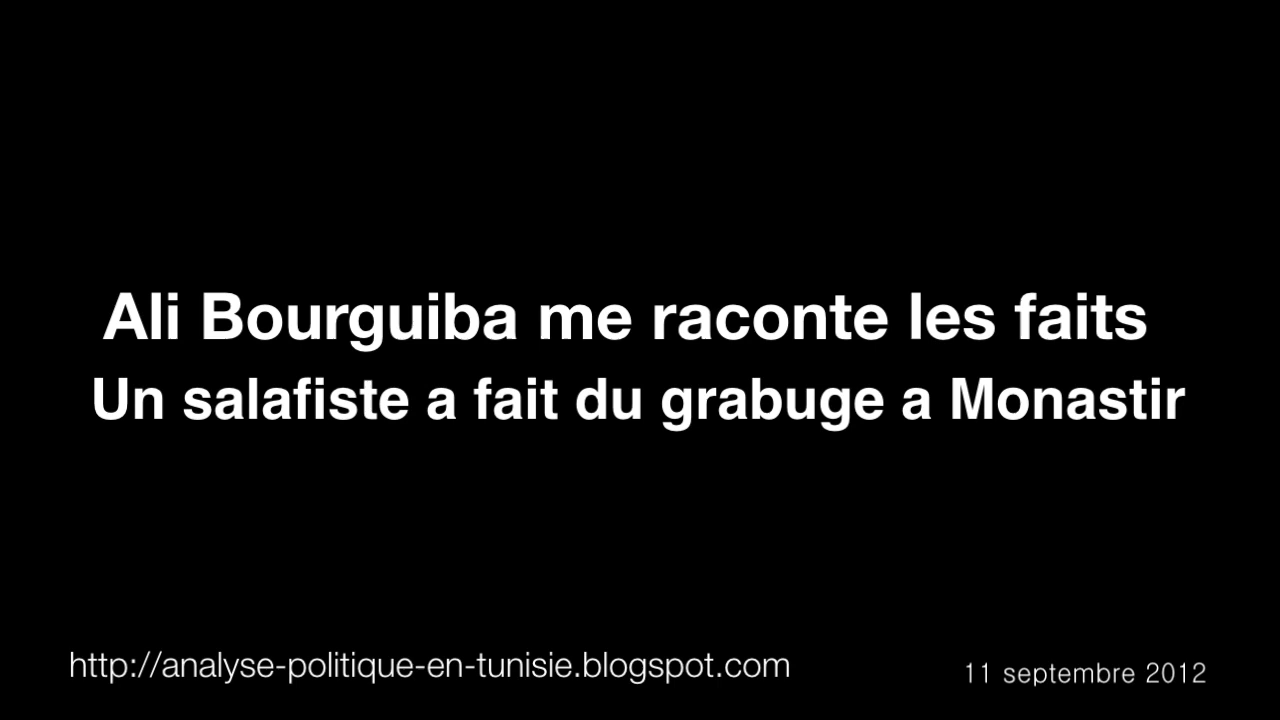 Ali Bourguiba me raconte les faits
Un salafiste a fait du grabuge a Monastir
http://analyse-politique-en-tunisie.blogspot.com
11 septembre 2012